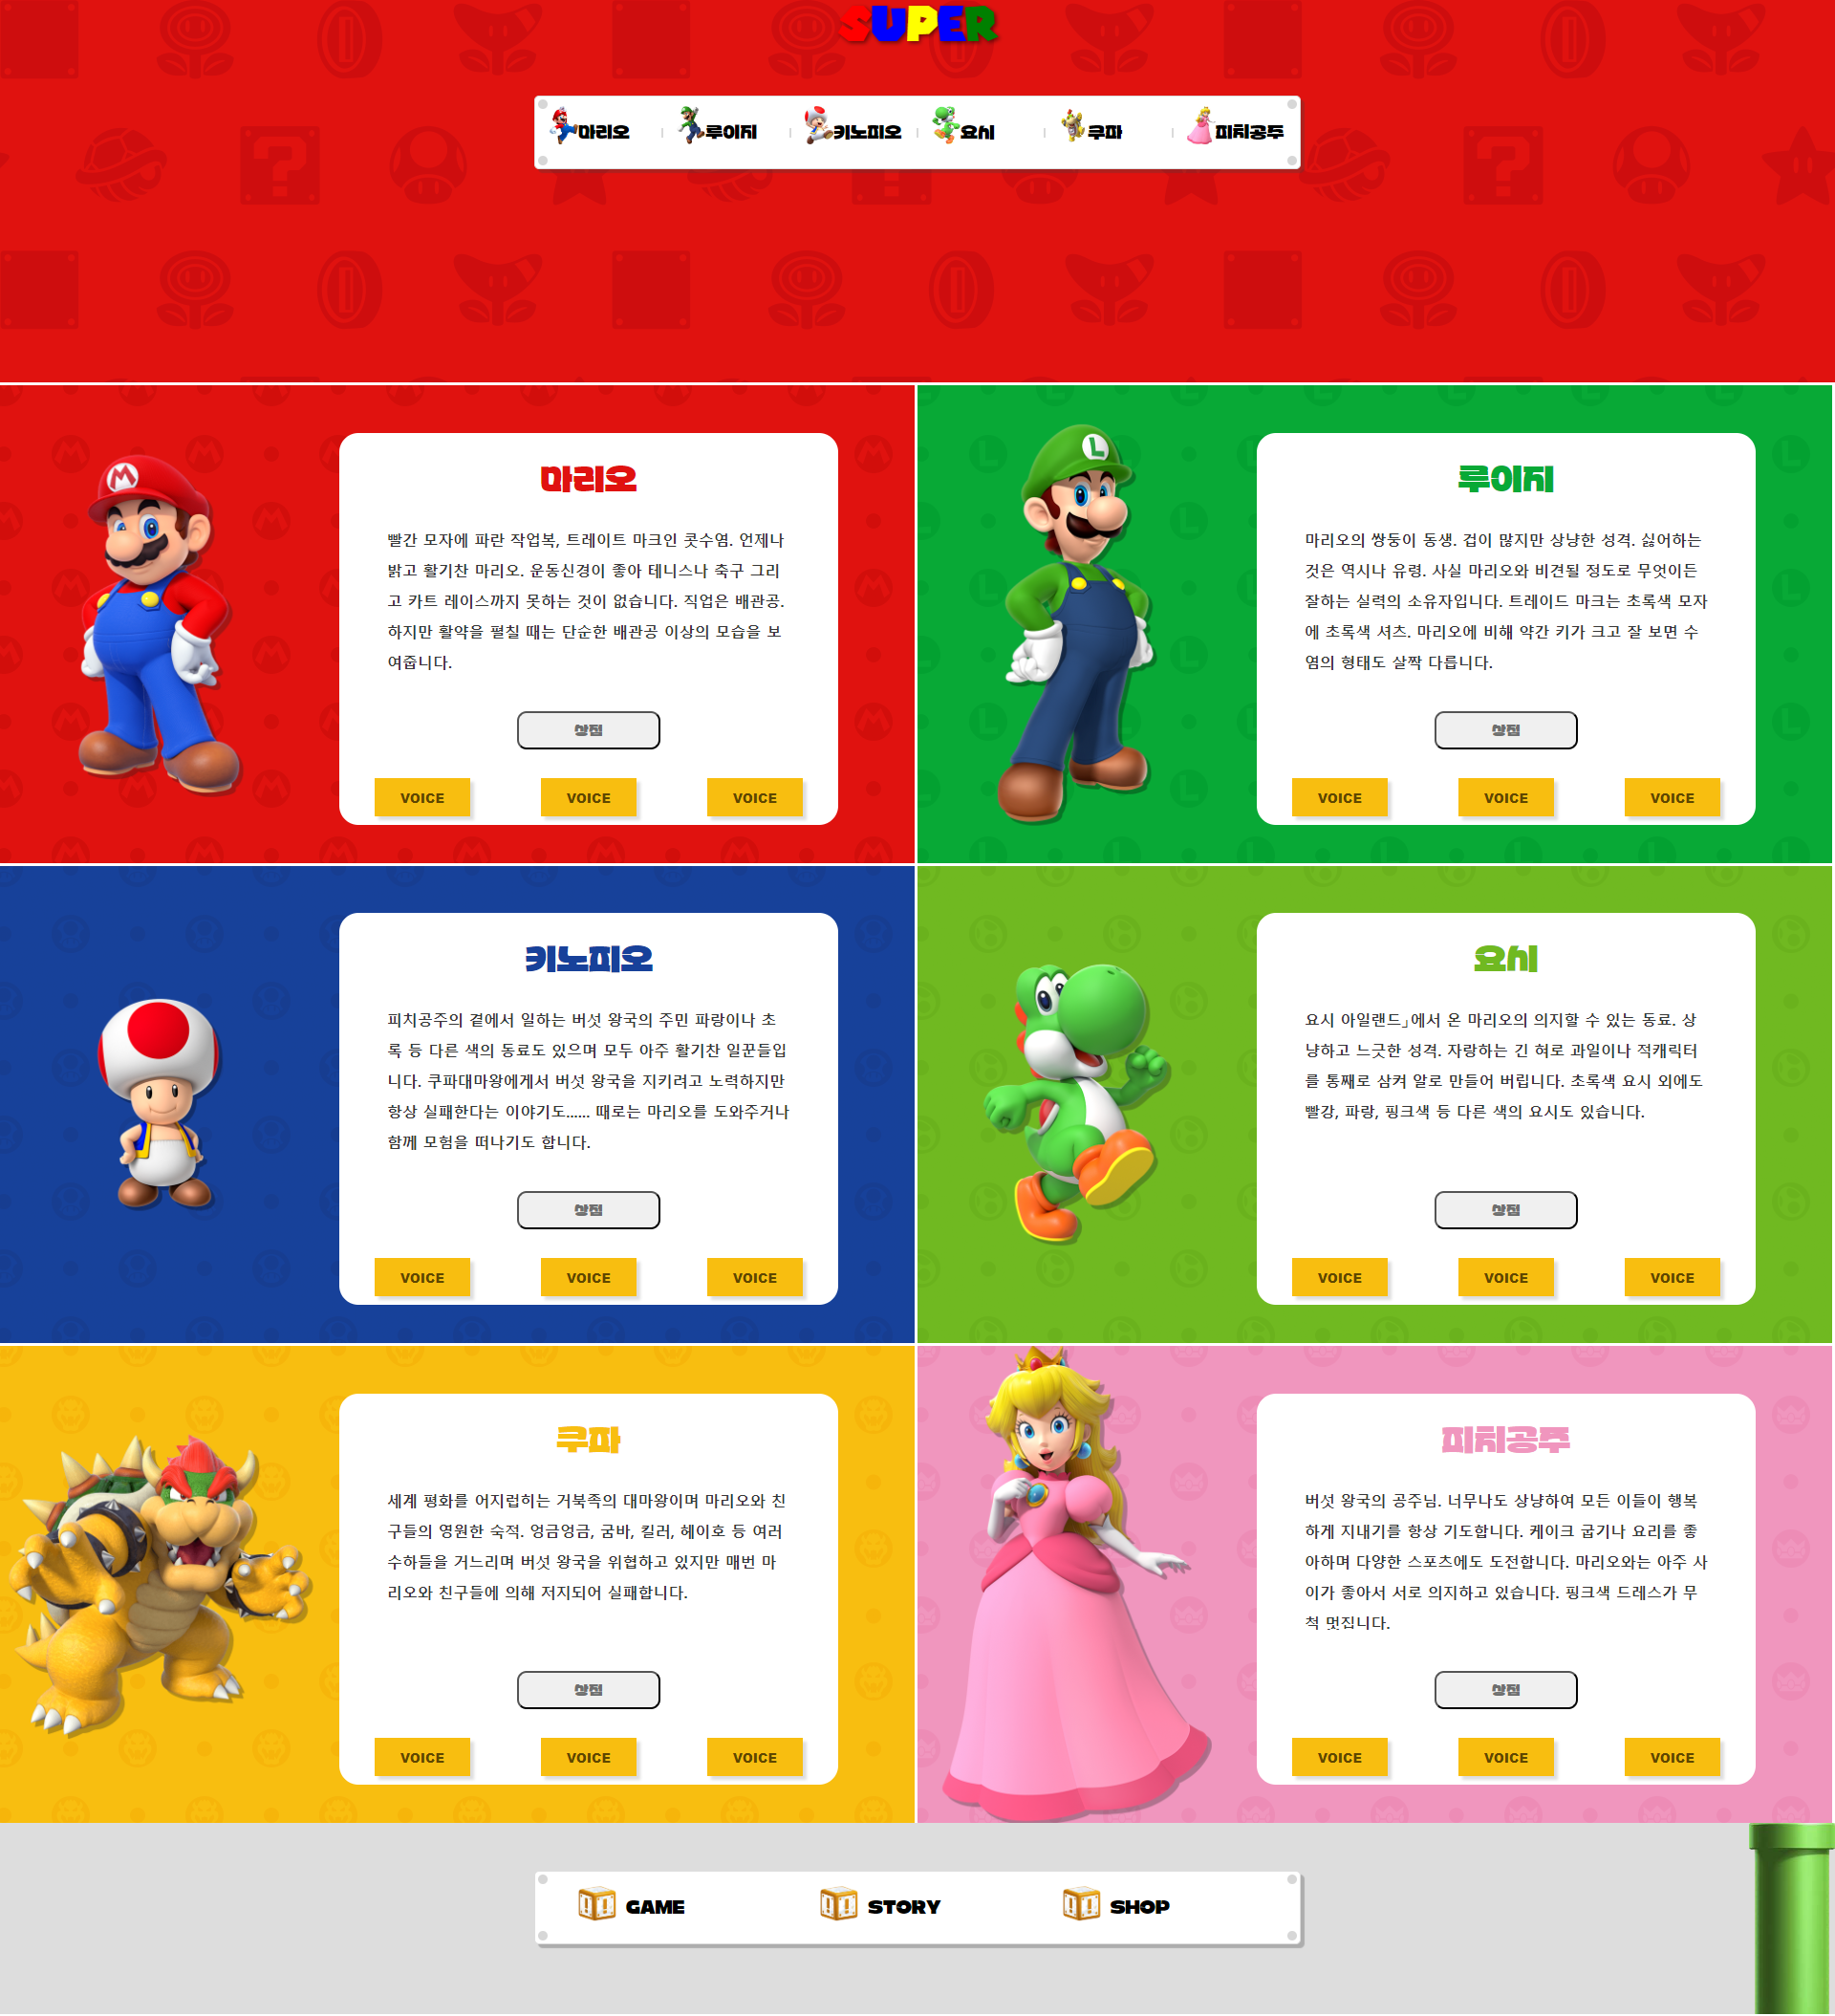 SUPER
마리오 루이지 키노피오 요시 쿠파 피치공주
마리오
빨간 모자에 파란 작업복, 트레이트 마크인 콧수염. 언제나
밝고 활기찬 마리오. 운동신경이 좋아 테니스나 축구 그리
고 카트 레이스까지 못하는 것이 없습니다. 직업은 배관공.
하지만 활약을 펼칠 때는 단순한 배관공 이상의 모습을 보
여줍니다.
상점
VOICE VOICE VOICE
루이지
마리오의 쌍둥이 동생. 겁이 많지만 상냥한 성격. 싫어하는
것은 역시나 유령. 사실 마리오와 비견될 정도로 무엇이든
잘하는 실력의 소유자입니다. 트레이드 마크는 초록색 모자
에 초록색 셔츠. 마리오에 비해 약간 키가 크고 잘 보면 수
염의 형태도 살짝 다릅니다.
상점
VOICE VOICE VOICE
키노피오
피치공주의 곁에서 일하는 버섯 왕국의 주민 파랑이나 초
록 등 다른 색의 동료도 있으며 모두 아주 활기찬 일꾼들입
니다. 쿠파대마왕에게서 버섯 왕국을 지키려고 노력하지만
항상 실패한다는 이야기도...... 때로는 마리오를 도와주거나
함께 모험을 떠나기도 합니다.
상점
VOICE VOICE VOICE
요시
요시 아일랜드」에서 온 마리오의 의지할 수 있는 동료. 상
냥하고 느긋한 성격. 자랑하는 긴 혀로 과일이나 적캐릭터
를 통째로 삼켜 알로 만들어 버립니다. 초록색 요시 외에도
빨강, 파랑, 핑크색 등 다른 색의 요시도 있습니다.
상점
VOICE VOICE VOICE
쿠파
세계 평화를 어지럽히는 거북족의 대마왕이며 마리오와 친
구들의 영원한 숙적. 엉금엉금, 굼바, 킬러, 헤이호 등 여러
수하들을 거느리며 버섯 왕국을 위협하고 있지만 매번 마
리오와 친구들에 의해 저지되어 실패합니다.
상점
VOICE VOICE VOICE
피치공주
버섯 왕국의 공주님. 너무나도 상냥하여 모든 이들이 행복
하게 지내기를 항상 기도합니다. 케이크 굽기나 요리를 좋
아하며 다양한 스포츠에도 도전합니다. 마리오와는 아주 사
이가 좋아서 서로 의지하고 있습니다. 핑크색 드레스가 무
척 멋집니다.
상점
VOICE VOICE VOICE
GAME STORY SHOP